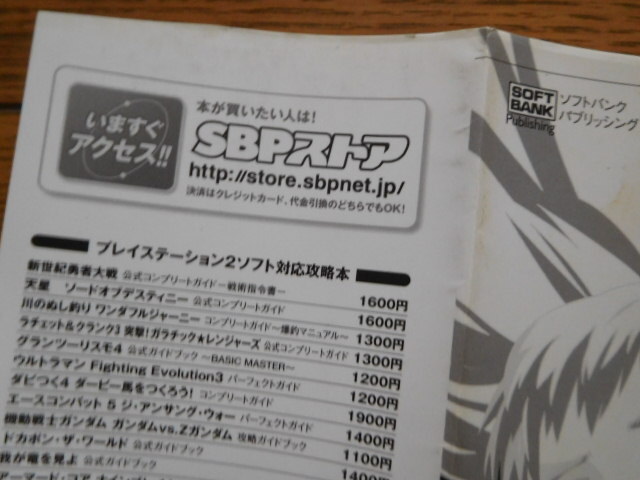 いますぐ
アクセス!!
本が買いたい人は!
SBPストア
http://store.sbpnet.jp/
決済はクレジットカード、代金引換のどちらでもOK!
SOFT
BANK
Publishing
ソフトバンク
パブリッシング
プレイステーション2ソフト対応攻略本
新世紀勇者大戦 公式コンプリートガイド―戦術指令書― 1600円
天星 ソードオブデスティニー 公式コンプリートガイド 1600円
川のぬし釣り ワンダフルジャーニー コンプリートガイド~爆釣マニュアル~ 1300円
ラチェット&クランク3 突撃!ガラチック★レンジャーズ 公式コンプリートガイド 1300円
グランツーリスモ4 公式ガイドブック ~BASIC MASTER~ 1200円
ウルトラマン Fighting Evolution3 パーフェクトガイド 1200円
ダビつく4 ダービー馬をつくろう! コンプリートガイド 1900円
エースコンバット 5 ジ・アンサング・ウォー パーフェクトガイド 1400円
機動戦士ガンダム ガンダムvs.Zガンダム 攻略ガイドブック 1100円
ドカポン・ザ・ワールド 公式ガイドブック
我が竜を見よ 公式ガイドブック